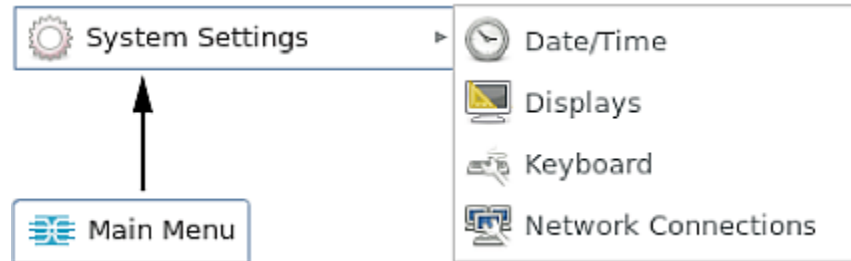 System Settings
Date/Time
Displays
Keyboard
Network Connections
Main Menu